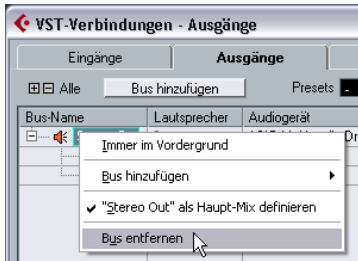 VST-Verbindungen - Ausgänge
Eingänge
Ausgänge
Alle
Bus hinzufügen
Presets
Bus-Name
Lautsprecher
Audiogerät
Immer im Vordergrund
Bus hinzufügen
"Stereo Out" als Haupt-Mix definieren
Bus entfernen